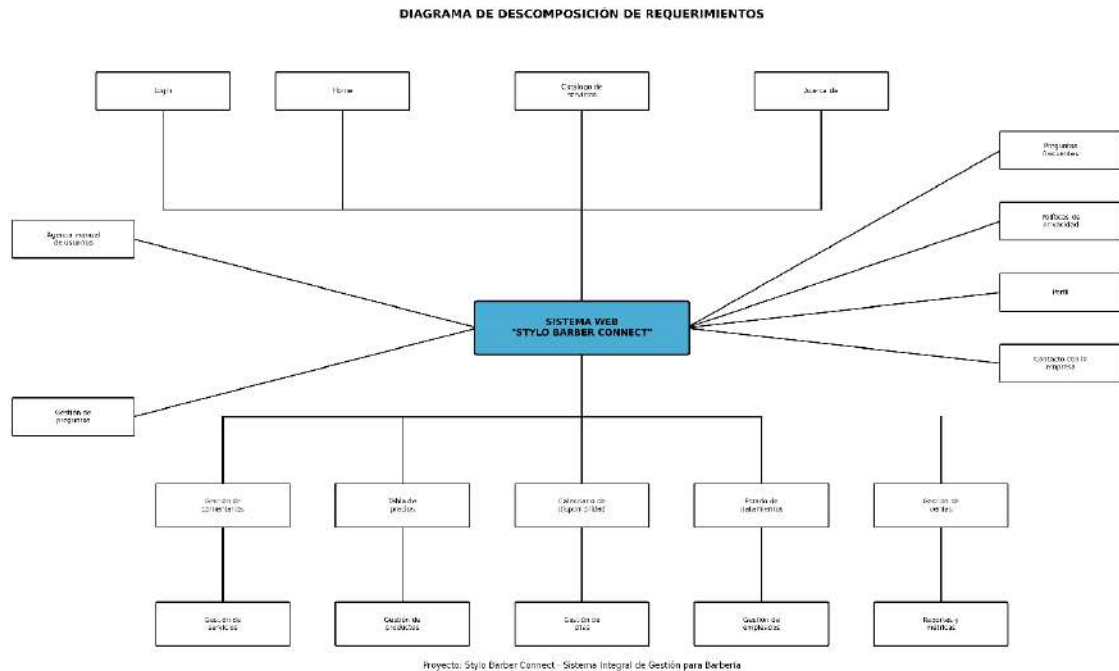 DIAGRAMA DE DESCOMPOSICIÓN DE REQUERIMIENTOS
Login
Home
Catálogo de
servicios
Acerca de
Preguntas
frecuentes
Políticas de
privacidad
Agenda manual
de usuarios
Perfil
SISTEMA WEB
"STYLO BARBER CONNECT"
Contacto con la
empresa
Gestión de
preguntas
Gestión de
comentarios
Tabla de
precios
Calendario de
disponibilidad
tratamientos
Gestión de
ventas
Gestión de
servicios
Gestión de
productos
Gestión de
citas
Gestión de
empleados
Reportes y
métricas
Proyecto: Stylo Barber Connect - Sistema Integral de Gestión para Barbería